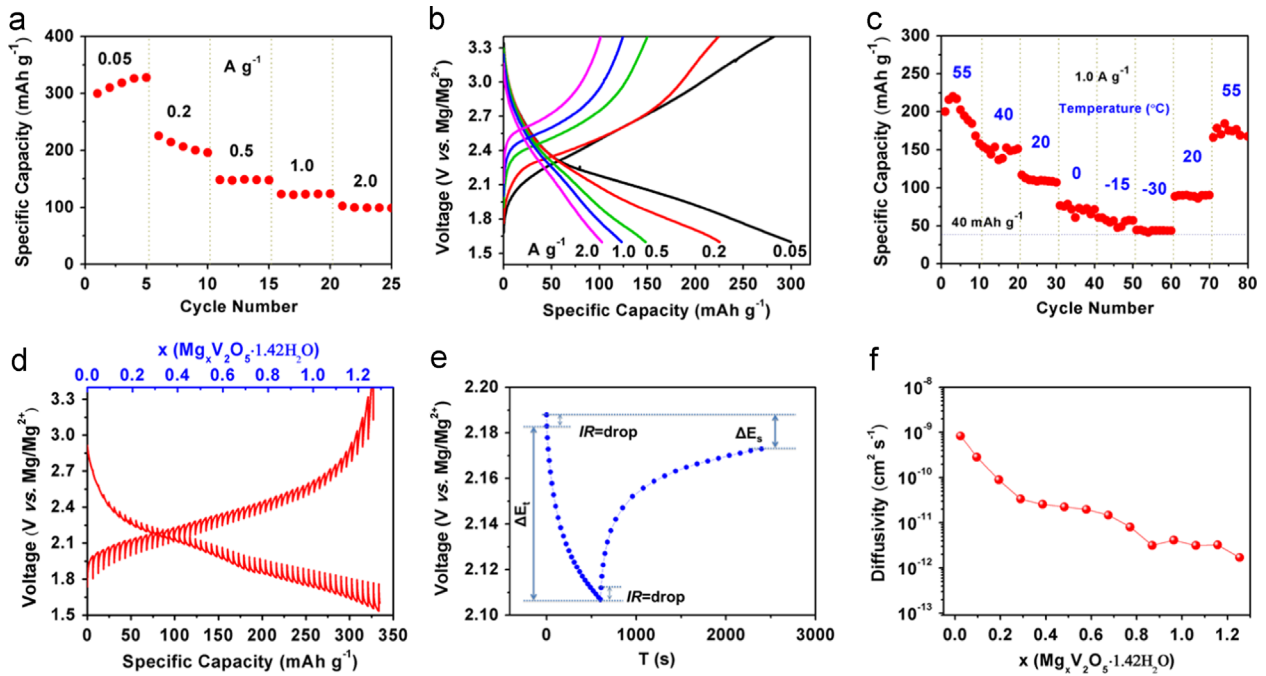 a
Specific Capacity (mAh g⁻¹)
400
300
200
100
0
0.05
0.2
0.5
1.0
2.0
A g⁻¹
0 5 10 15 20 25
Cycle Number
b
Voltage (V vs. Mg/Mg²⁺)
3.3
3.0
2.7
2.4
2.1
1.8
1.5
A g⁻¹ 2.0 1.0 0.5 0.2 0.05
0 50 100 150 200 250 300
Specific Capacity (mAh g⁻¹)
c
Specific Capacity (mAh g⁻¹)
300
250
200
150
100
50
0
1.0 A g⁻¹
Temperature (°C)
55
40
20
0
-15
-30
20
55
40 mAh g⁻¹
0 10 20 30 40 50 60 70 80
Cycle Number
d
x (MgₓV₂O₅·1.42H₂O)
0.0 0.3 0.6 0.9 1.2
Voltage (V vs. Mg/Mg²⁺)
3.3
3.0
2.7
2.4
2.1
1.8
1.5
0 50 100 150 200 250 300 350
Specific Capacity (mAh g⁻¹)
e
Voltage (V vs. Mg/Mg²⁺)
2.20
2.18
2.16
2.14
2.12
2.10
IR=drop
ΔEₛ
ΔEₜ
IR=drop
0 1000 2000 3000
T (s)
f
Diffusivity (cm² s⁻¹)
10⁻⁸
10⁻⁹
10⁻¹⁰
10⁻¹¹
10⁻¹²
10⁻¹³
0.0 0.2 0.4 0.6 0.8 1.0 1.2
x (MgₓV₂O₅·1.42H₂O)